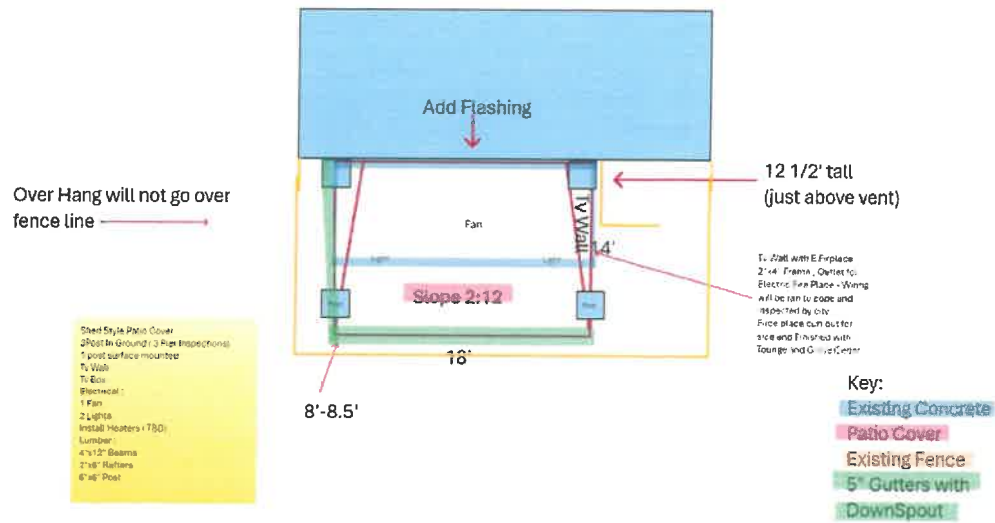 Add Flashing
Over Hang will not go over
fence line
12 1/2' tall
(just above vent)
Fan
Tv Wall
14'
Light
Light
Slope 2:12
Post
Post
18'
8'-8.5'
Tv Wall with E.Fireplace
2"x4" Frame, Outlet for
Electric Fire Place - Wiring
will be ran to code and
inspected by city
Fire place
size and Finished with
Tounge and
Shed Style Patio Cover
3Post In Ground (3 Pier Inspections)
1 post surface mounted
Tv Wall
Tv Box
Electrical :
1 Fan
2 Lights
Install Heaters (TBD)
Lumber :
4"x12" Beams
2"x6" Rafters
6"x6" Post
Key:
Existing Concrete
Patio Cover
Existing Fence
5" Gutters with
DownSpout